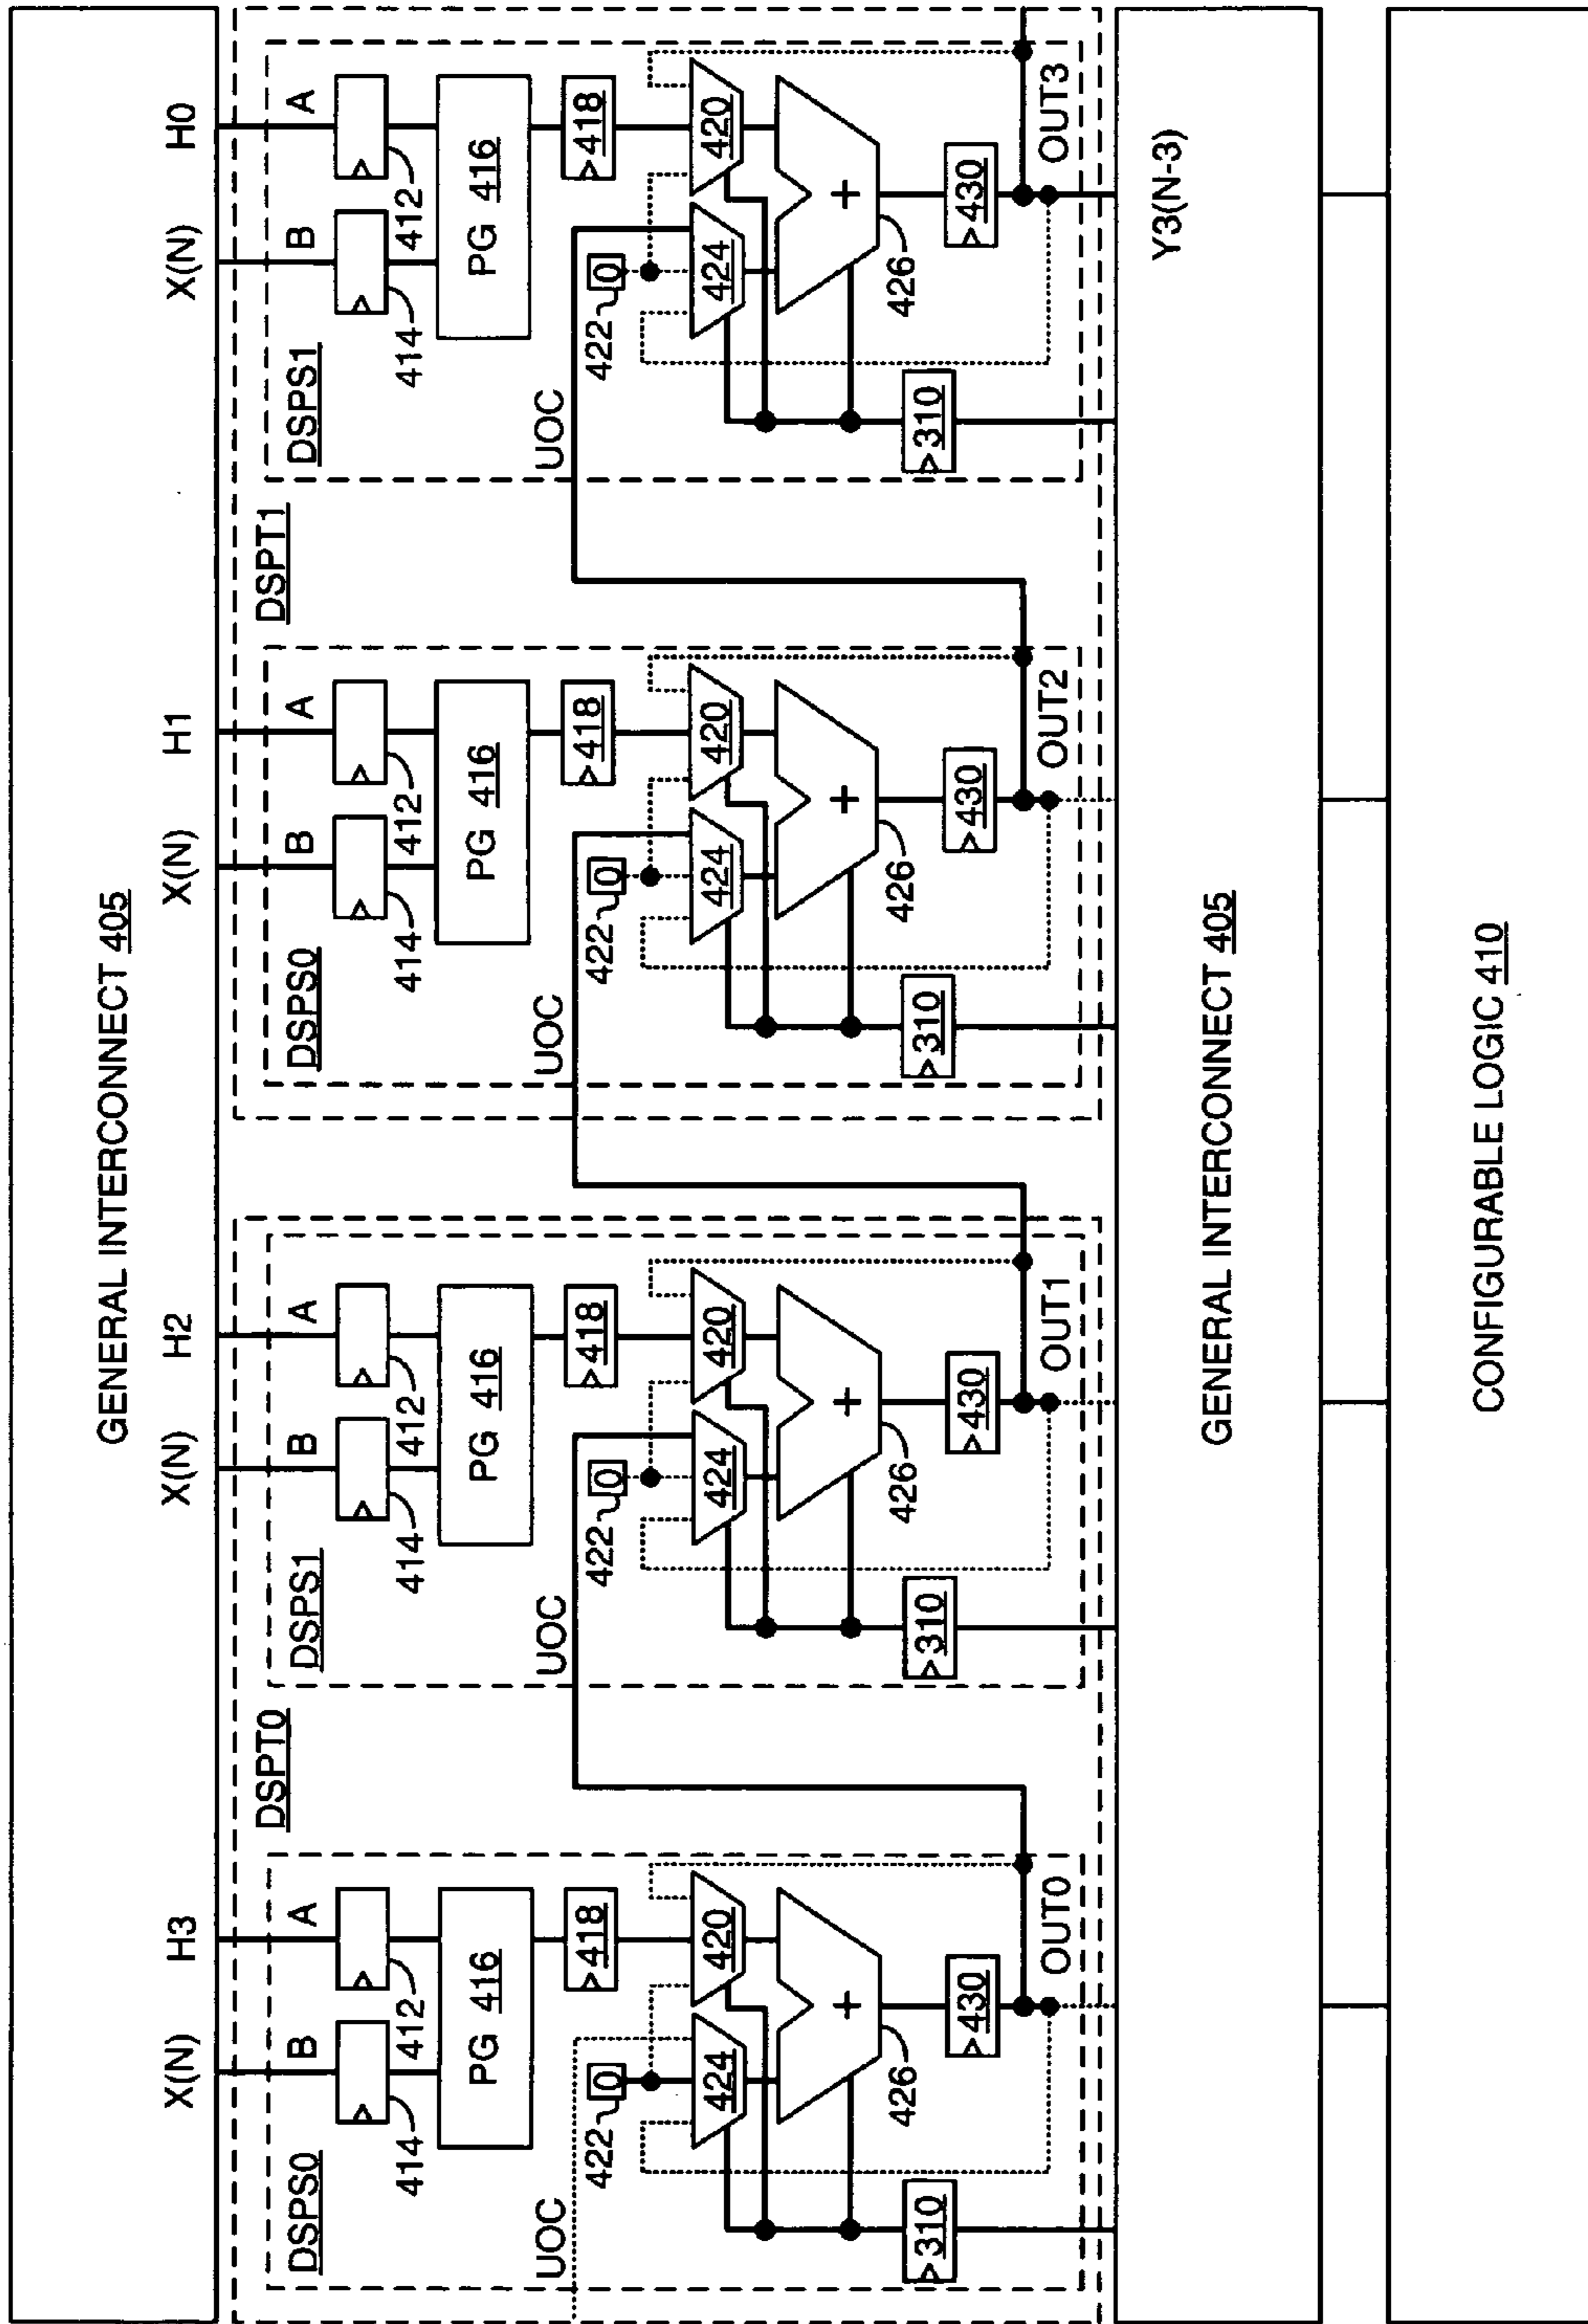 GENERAL INTERCONNECT 405
X(N) H3 X(N) H2 X(N) H1 X(N) H0
DSPT0 DSPT1
DSPS0 B A DSPS1 B A DSPS0 B A DSPS1 B A
414 412 414 412 414 412 414 412
PG 416 PG 416 PG 416 PG 416
UOC UOC UOC UOC
>418 >418 >418 >418
422 0 422 0 422 0 422 0
424 420 424 420 424 420 424 420
+ + + +
426 426 426 426
>310 >430 >310 >430 >310 >430 >310 >430
OUT0 OUT1 OUT2 OUT3
Y3(N-3)
GENERAL INTERCONNECT 405
CONFIGURABLE LOGIC 410